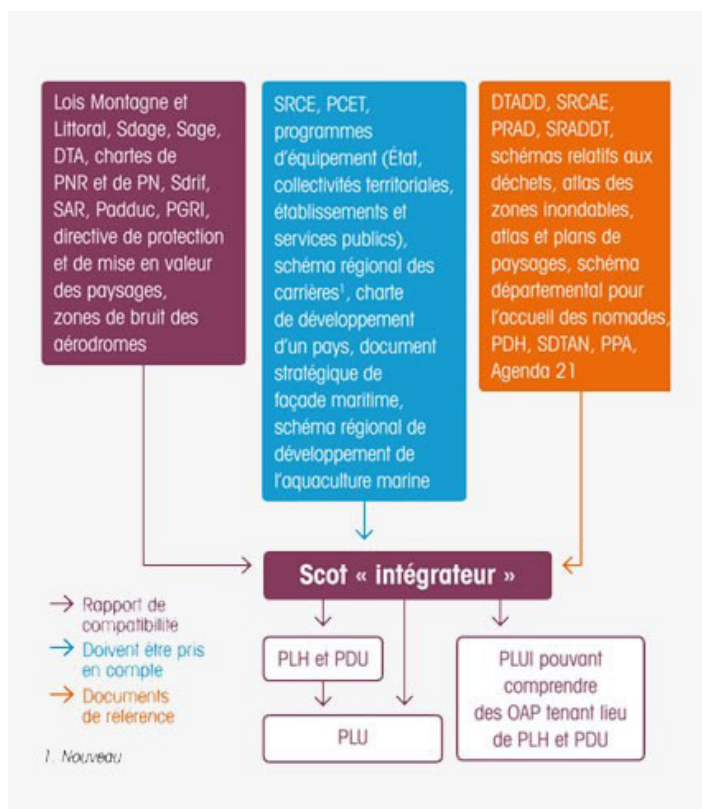 Lois Montagne et
Littoral, Sdage, Sage,
DTA, chartes de
PNR et de PN, Sdrif,
SAR, Padduc, PGRI,
directive de protection
et de mise en valeur
des paysages,
zones de bruit des
aérodromes
SRCE, PCET,
programmes
d'équipement (État,
collectivités territoriales,
établissements et
services publics),
schéma régional des
carrières¹, charte
de développement
d'un pays, document
stratégique de
façade maritime,
schéma régional de
développement de
l'aquaculture marine
DTADD, SRCAE,
PRAD, SRADDT,
schémas relatifs aux
déchets, atlas des
zones inondables,
atlas et plans de
paysages, schéma
départemental pour
l'accueil des nomades,
PDH, SDTAN, PPA,
Agenda 21
Scot « intégrateur »
Rapport de
compatibilité
Doivent être pris
en compte
Documents
de référence
1. Nouveau
PLH et PDU
PLU
PLUI pouvant
comprendre
des OAP tenant lieu
de PLH et PDU